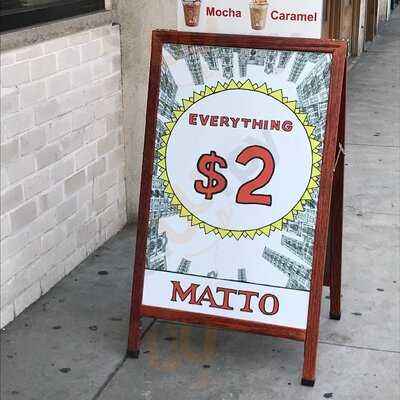 Mocha Caramel
EVERYTHING
$2
MATTO